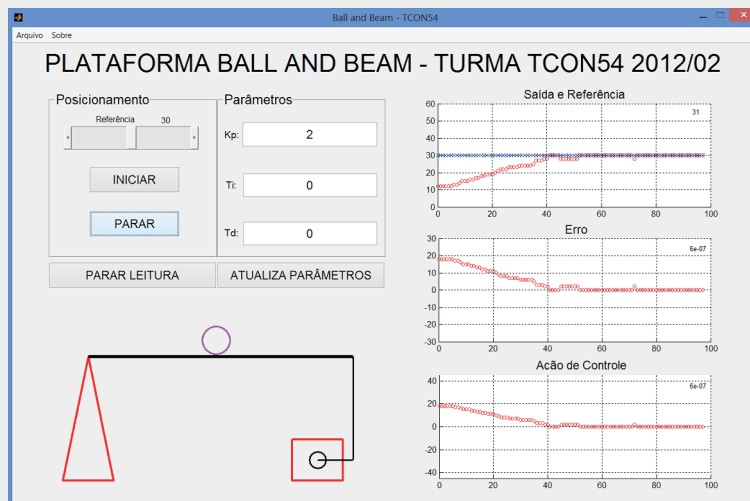 Ball and Beam - TCON54
Arquivo Sobre
PLATAFORMA BALL AND BEAM - TURMA TCON54 2012/02
Posicionamento
Referência 30
INICIAR
PARAR
Parâmetros
Kp: 2
Ti: 0
Td: 0
PARAR LEITURA
ATUALIZA PARÂMETROS
Saída e Referência
31
60
50
40
30
20
10
0
0 20 40 60 80 100
Erro
6e-07
30
20
10
0
-10
-20
-30
0 20 40 60 80 100
Acão de Controle
6e-07
40
20
0
-20
-40
0 20 40 60 80 100